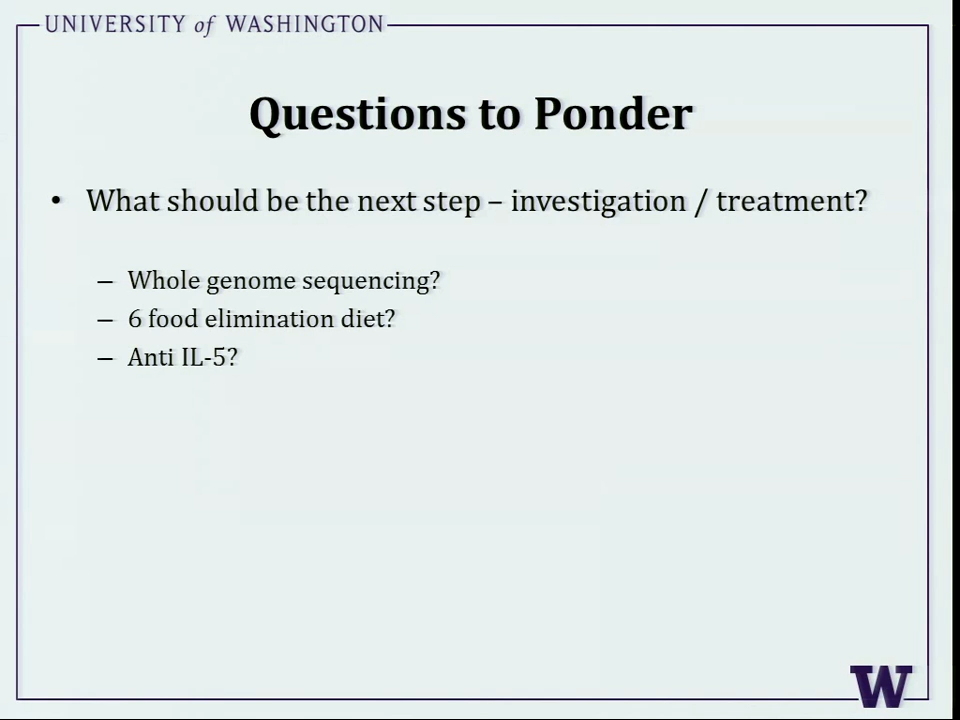 UNIVERSITY of WASHINGTON
Questions to Ponder
• What should be the next step – investigation / treatment?
– Whole genome sequencing?
– 6 food elimination diet?
– Anti IL-5?
W